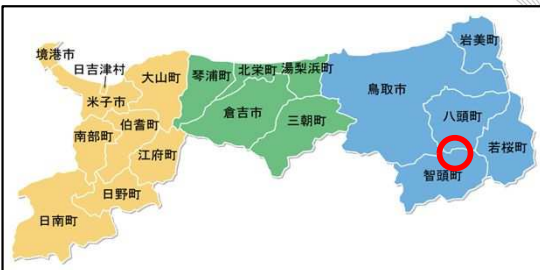 境港市
日吉津村
米子市
大山町
南部町
伯耆町
江府町
日野町
日南町
琴浦町
北栄町
湯梨浜町
倉吉市
三朝町
鳥取市
岩美町
八頭町
若桜町
智頭町